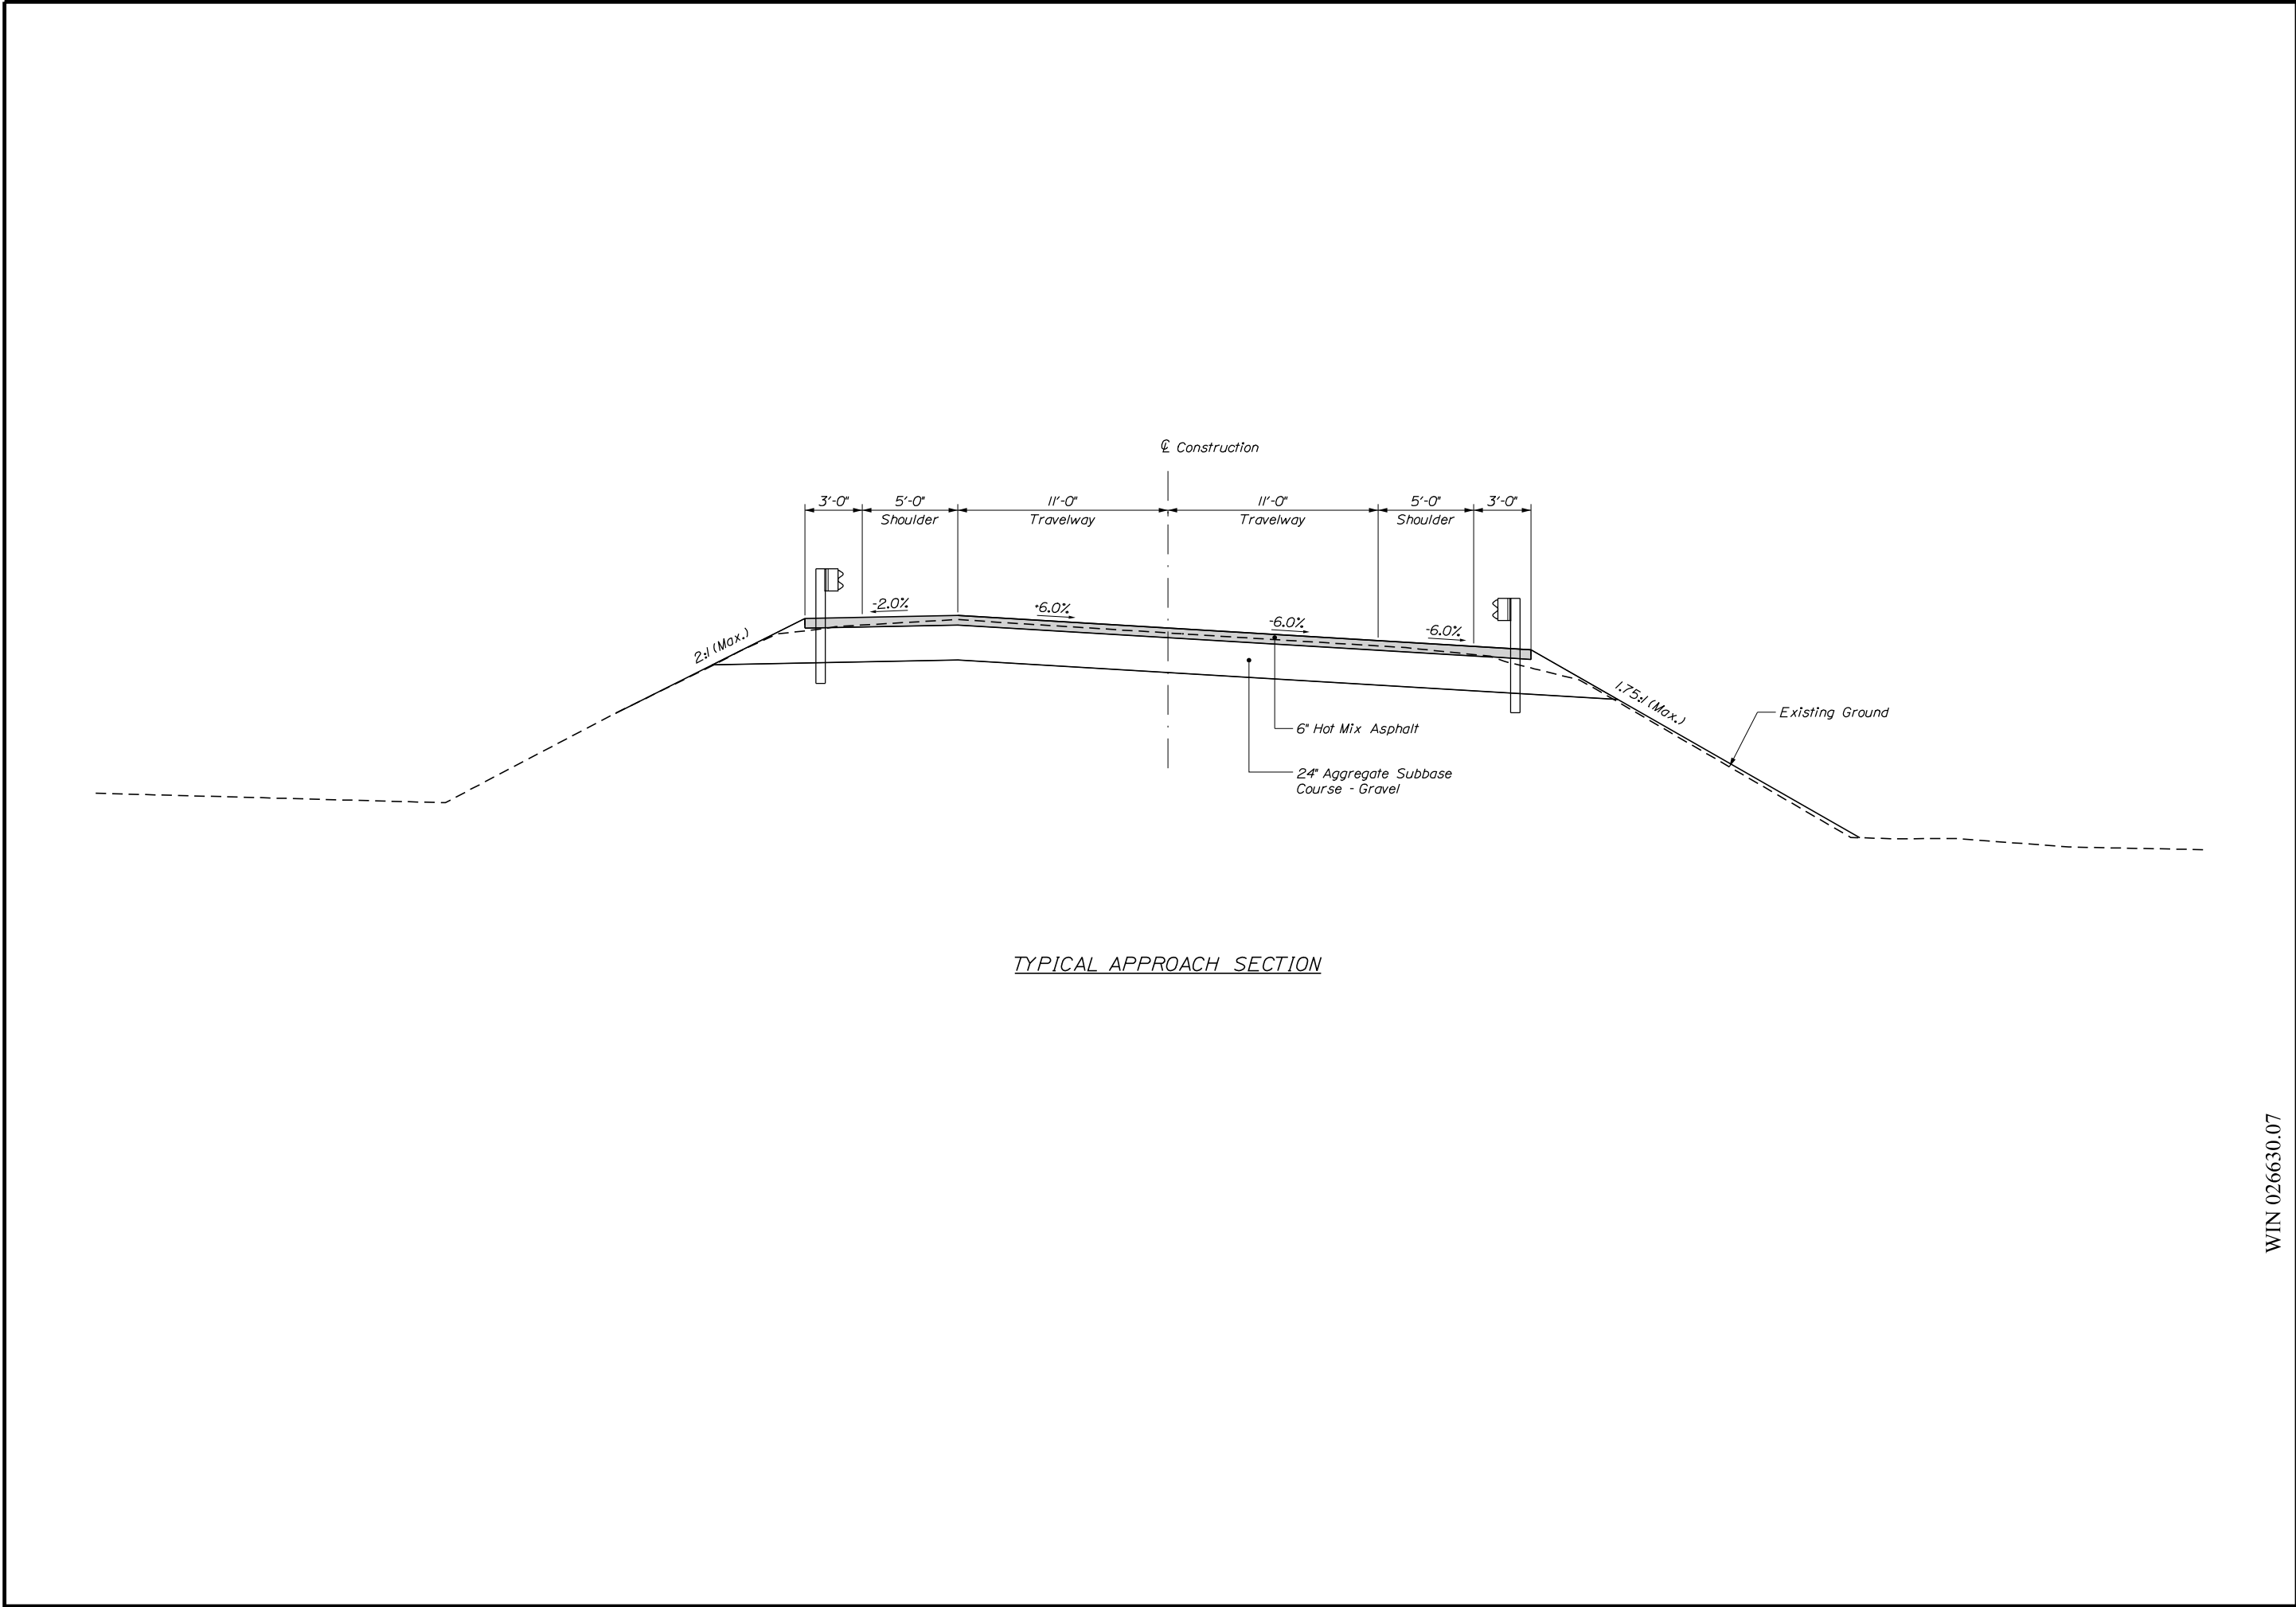 ℄ Construction
3'-0" 5'-0" 11'-0" 11'-0" 5'-0" 3'-0"
Shoulder Travelway Travelway Shoulder
-2.0% +6.0% -6.0% -6.0%
2:1 (Max.)
1.75:1 (Max.)
Existing Ground
6" Hot Mix Asphalt
24" Aggregate Subbase
Course - Gravel
TYPICAL APPROACH SECTION
WIN 026630.07